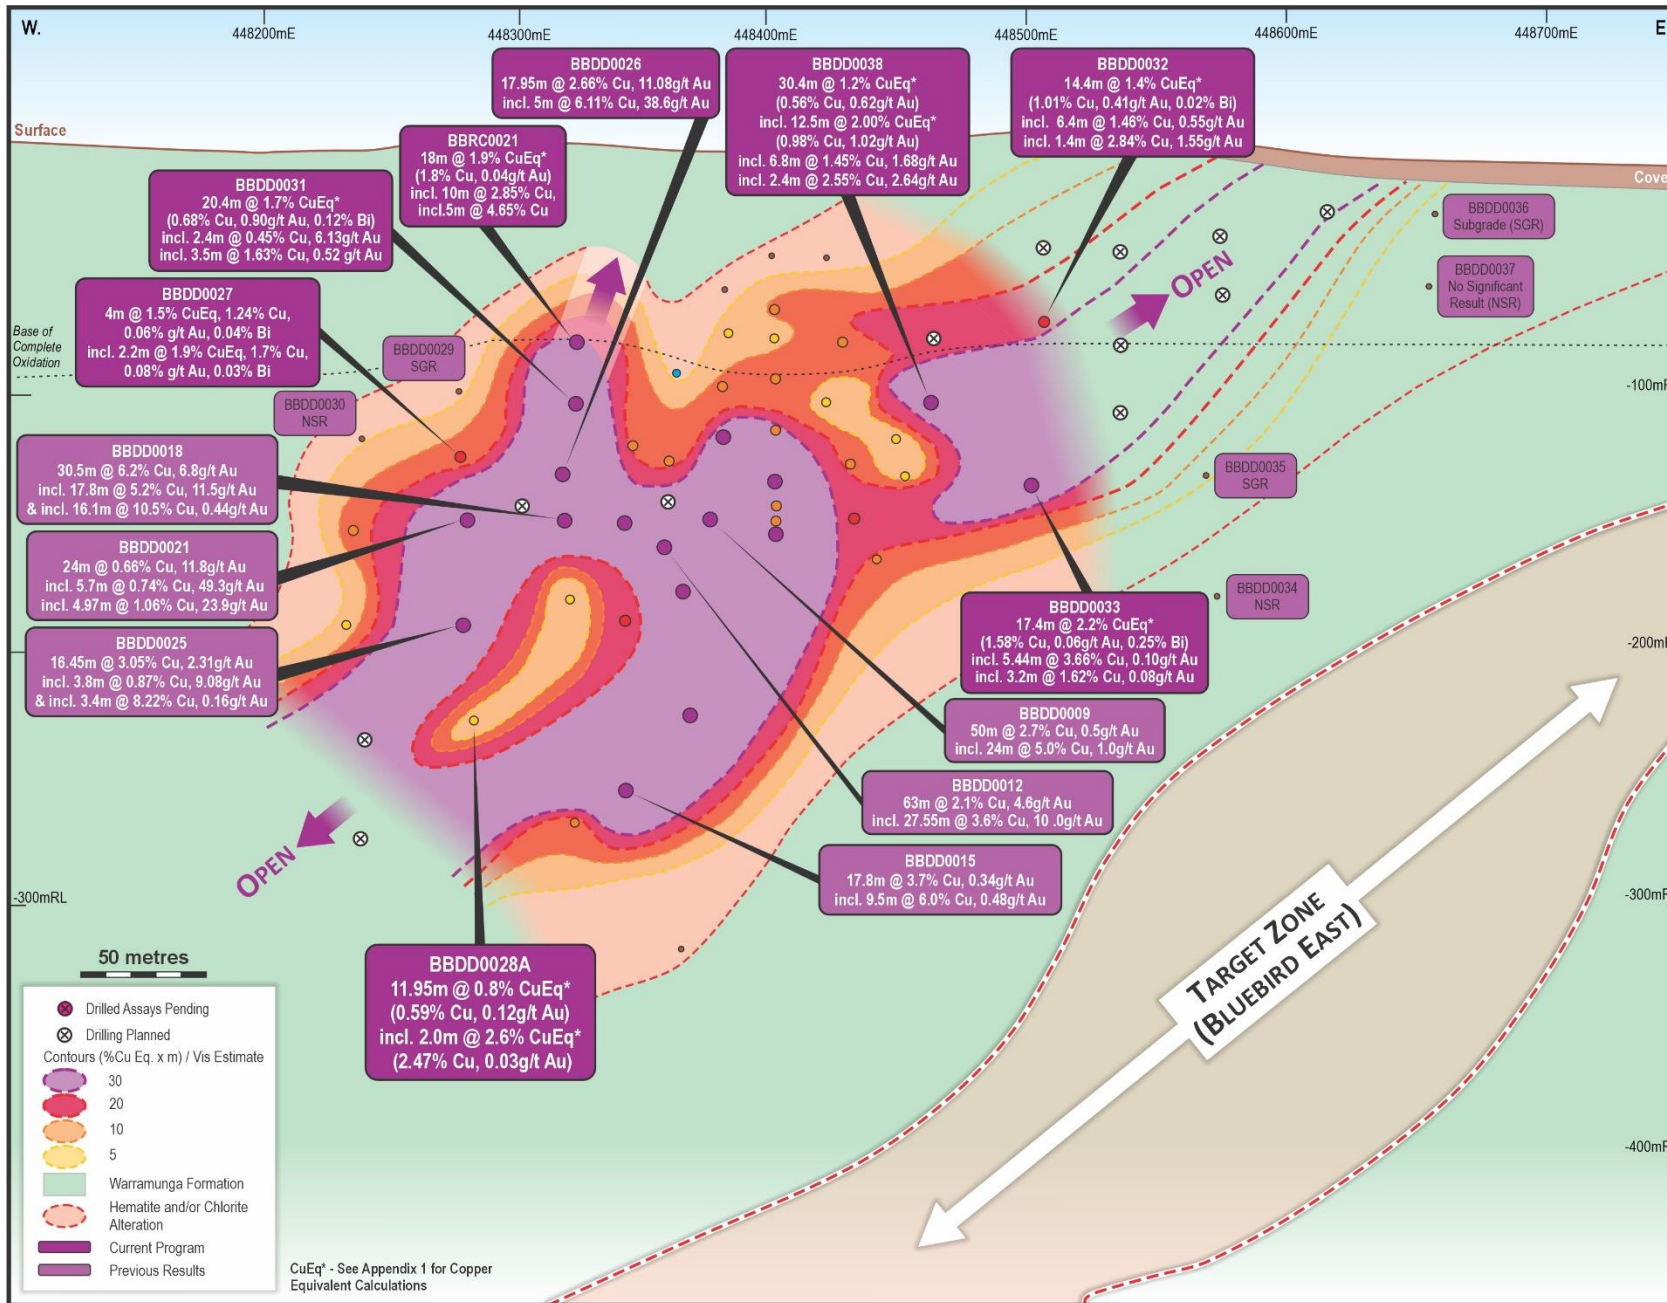 W.
448200mE
448300mE
448400mE
448500mE
448600mE
448700mE
E
Surface
Cove
BBDD0026
17.95m @ 2.66% Cu, 11.08g/t Au
incl. 5m @ 6.11% Cu, 38.6g/t Au
BBDD0038
30.4m @ 1.2% CuEq*
(0.56% Cu, 0.62g/t Au)
incl. 12.5m @ 2.00% CuEq*
(0.98% Cu, 1.02g/t Au)
incl. 6.8m @ 1.45% Cu, 1.68g/t Au
incl. 2.4m @ 2.55% Cu, 2.64g/t Au
BBDD0032
14.4m @ 1.4% CuEq*
(1.01% Cu, 0.41g/t Au, 0.02% Bi)
incl. 6.4m @ 1.46% Cu, 0.55g/t Au
incl. 1.4m @ 2.84% Cu, 1.55g/t Au
BBRC0021
18m @ 1.9% CuEq*
(1.8% Cu, 0.04g/t Au)
incl. 10m @ 2.85% Cu,
incl.5m @ 4.65% Cu
BBDD0031
20.4m @ 1.7% CuEq*
(0.68% Cu, 0.90g/t Au, 0.12% Bi)
incl. 2.4m @ 0.45% Cu, 6.13g/t Au
incl. 3.5m @ 1.63% Cu, 0.52 g/t Au
BBDD0036
Subgrade (SGR)
BBDD0037
No Significant
Result (NSR)
OPEN
BBDD0027
4m @ 1.5% CuEq, 1.24% Cu,
0.06% g/t Au, 0.04% Bi
incl. 2.2m @ 1.9% CuEq, 1.7% Cu,
0.08% g/t Au, 0.03% Bi
Base of
Complete
Oxidation
BBDD0029
SGR
BBDD0030
NSR
-100mR
BBDD0018
30.5m @ 6.2% Cu, 6.8g/t Au
incl. 17.8m @ 5.2% Cu, 11.5g/t Au
& incl. 16.1m @ 10.5% Cu, 0.44g/t Au
BBDD0035
SGR
BBDD0021
24m @ 0.66% Cu, 11.8g/t Au
incl. 5.7m @ 0.74% Cu, 49.3g/t Au
incl. 4.97m @ 1.06% Cu, 23.9g/t Au
BBDD0034
NSR
BBDD0033
17.4m @ 2.2% CuEq*
(1.58% Cu, 0.06g/t Au, 0.25% Bi)
incl. 5.44m @ 3.66% Cu, 0.10g/t Au
incl. 3.2m @ 1.62% Cu, 0.08g/t Au
BBDD0025
16.45m @ 3.05% Cu, 2.31g/t Au
incl. 3.8m @ 0.87% Cu, 9.08g/t Au
& incl. 3.4m @ 8.22% Cu, 0.16g/t Au
-200mR
BBDD0009
50m @ 2.7% Cu, 0.5g/t Au
incl. 24m @ 5.0% Cu, 1.0g/t Au
BBDD0012
63m @ 2.1% Cu, 4.6g/t Au
incl. 27.55m @ 3.6% Cu, 10 .0g/t Au
BBDD0015
17.8m @ 3.7% Cu, 0.34g/t Au
incl. 9.5m @ 6.0% Cu, 0.48g/t Au
OPEN
-300mRL
-300mR
TARGET ZONE
(BLUEBIRD EAST)
BBDD0028A
11.95m @ 0.8% CuEq*
(0.59% Cu, 0.12g/t Au)
incl. 2.0m @ 2.6% CuEq*
(2.47% Cu, 0.03g/t Au)
50 metres
Drilled Assays Pending
Drilling Planned
Contours (%Cu Eq. x m) / Vis Estimate
30
20
10
5
Warramunga Formation
Hematite and/or Chlorite
Alteration
Current Program
Previous Results
-400mR
CuEq* - See Appendix 1 for Copper
Equivalent Calculations